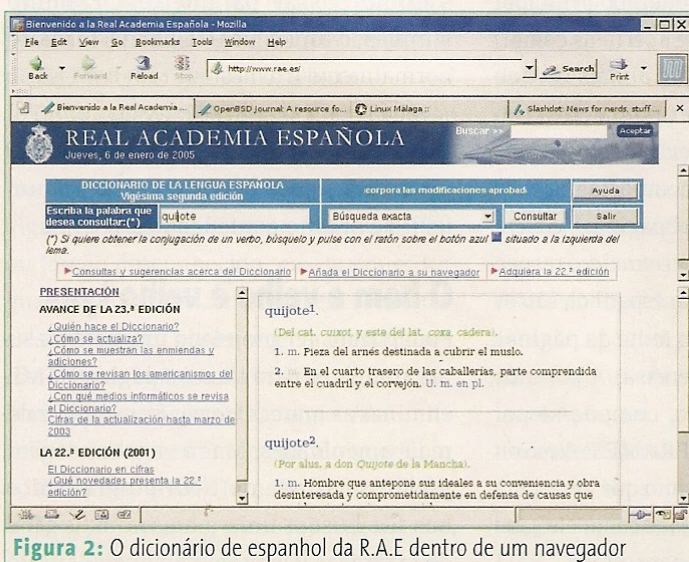 Bienvenido a la Real Academia Española - Mozilla
File Edit View Go Bookmarks Tools Window Help
Back Forward Reload Stop http://www.rae.es/ Search Print
Bienvenido a la Real Academia ... OpenBSD Journal: A resource fo... Linux Málaga :: Slashdot: News for nerds, stuff ...
REAL ACADEMIA ESPAÑOLA
Buscar >> Aceptar
Jueves, 6 de enero de 2005
DICCIONARIO DE LA LENGUA ESPAÑOLA
Vigésima segunda edición
corpora las modificaciones aprobad
Ayuda
Escriba la palabra que
desea consultar:(*)
quijote
Búsqueda exacta
Consultar
Salir
(*) Si quiere obtener la conjugación de un verbo, búsquelo y pulse con el ratón sobre el botón azul situado a la izquierda del
lema.
Consultas y sugerencias acerca del Diccionario Añada el Diccionario a su navegador Adquiera la 22.ª edición
PRESENTACIÓN
AVANCE DE LA 23.ª EDICIÓN
¿Quién hace el Diccionario?
¿Cómo se actualiza?
¿Cómo se muestran las enmiendas y
adiciones?
¿Cómo se revisan los americanismos del
Diccionario?
¿Con qué medios informáticos se revisa
el Diccionario?
Cifras de la actualización hasta marzo de
2003
LA 22.ª EDICIÓN (2001)
El Diccionario en cifras
¿Qué novedades presenta la 22.ª
edición?
quijote1.
(Del cat. cuixot, y este del lat. coxa, cadera).
1. m. Pieza del arnés destinada a cubrir el muslo.
2. m. En el cuarto trasero de las caballerías, parte comprendida
entre el cuadril y el corvejón. U. m. en pl.
quijote2.
(Por alus. a don Quijote de la Mancha).
1. m. Hombre que antepone sus ideales a su conveniencia y obra
desinteresada y comprometidamente en defensa de causas que
Figura 2: O dicionário de espanhol da R.A.E dentro de um navegador